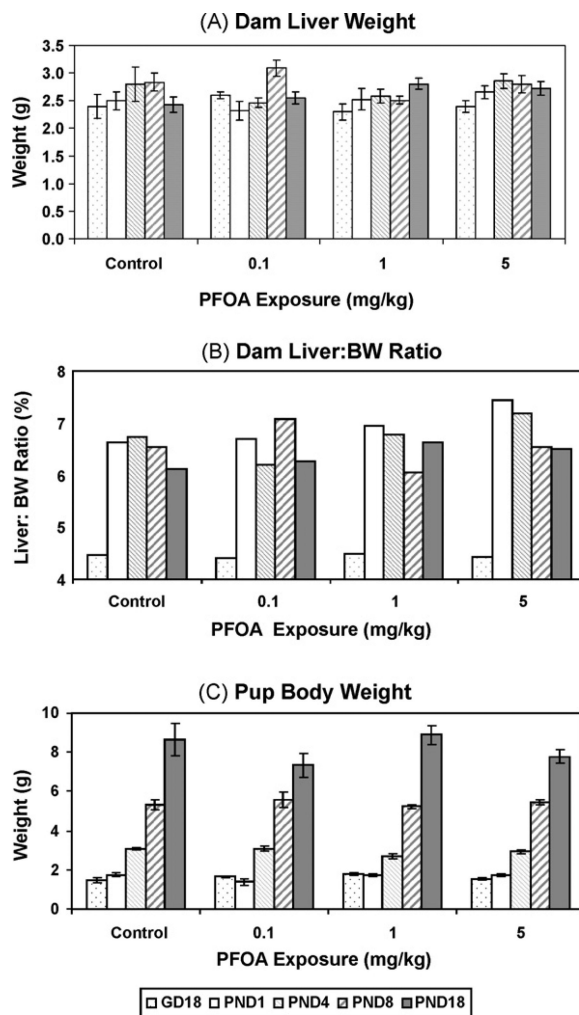 (A) Dam Liver Weight
3.5
3.0
2.5
2.0
1.5
1.0
0.5
0.0
Weight (g)
Control 0.1 1 5
PFOA Exposure (mg/kg)
(B) Dam Liver:BW Ratio
8
7
6
5
4
Liver: BW Ratio (%)
Control 0.1 1 5
PFOA Exposure (mg/kg)
(C) Pup Body Weight
10
8
6
4
2
0
Weight (g)
Control 0.1 1 5
PFOA Exposure (mg/kg)
GD18 PND1 PND4 PND8 PND18